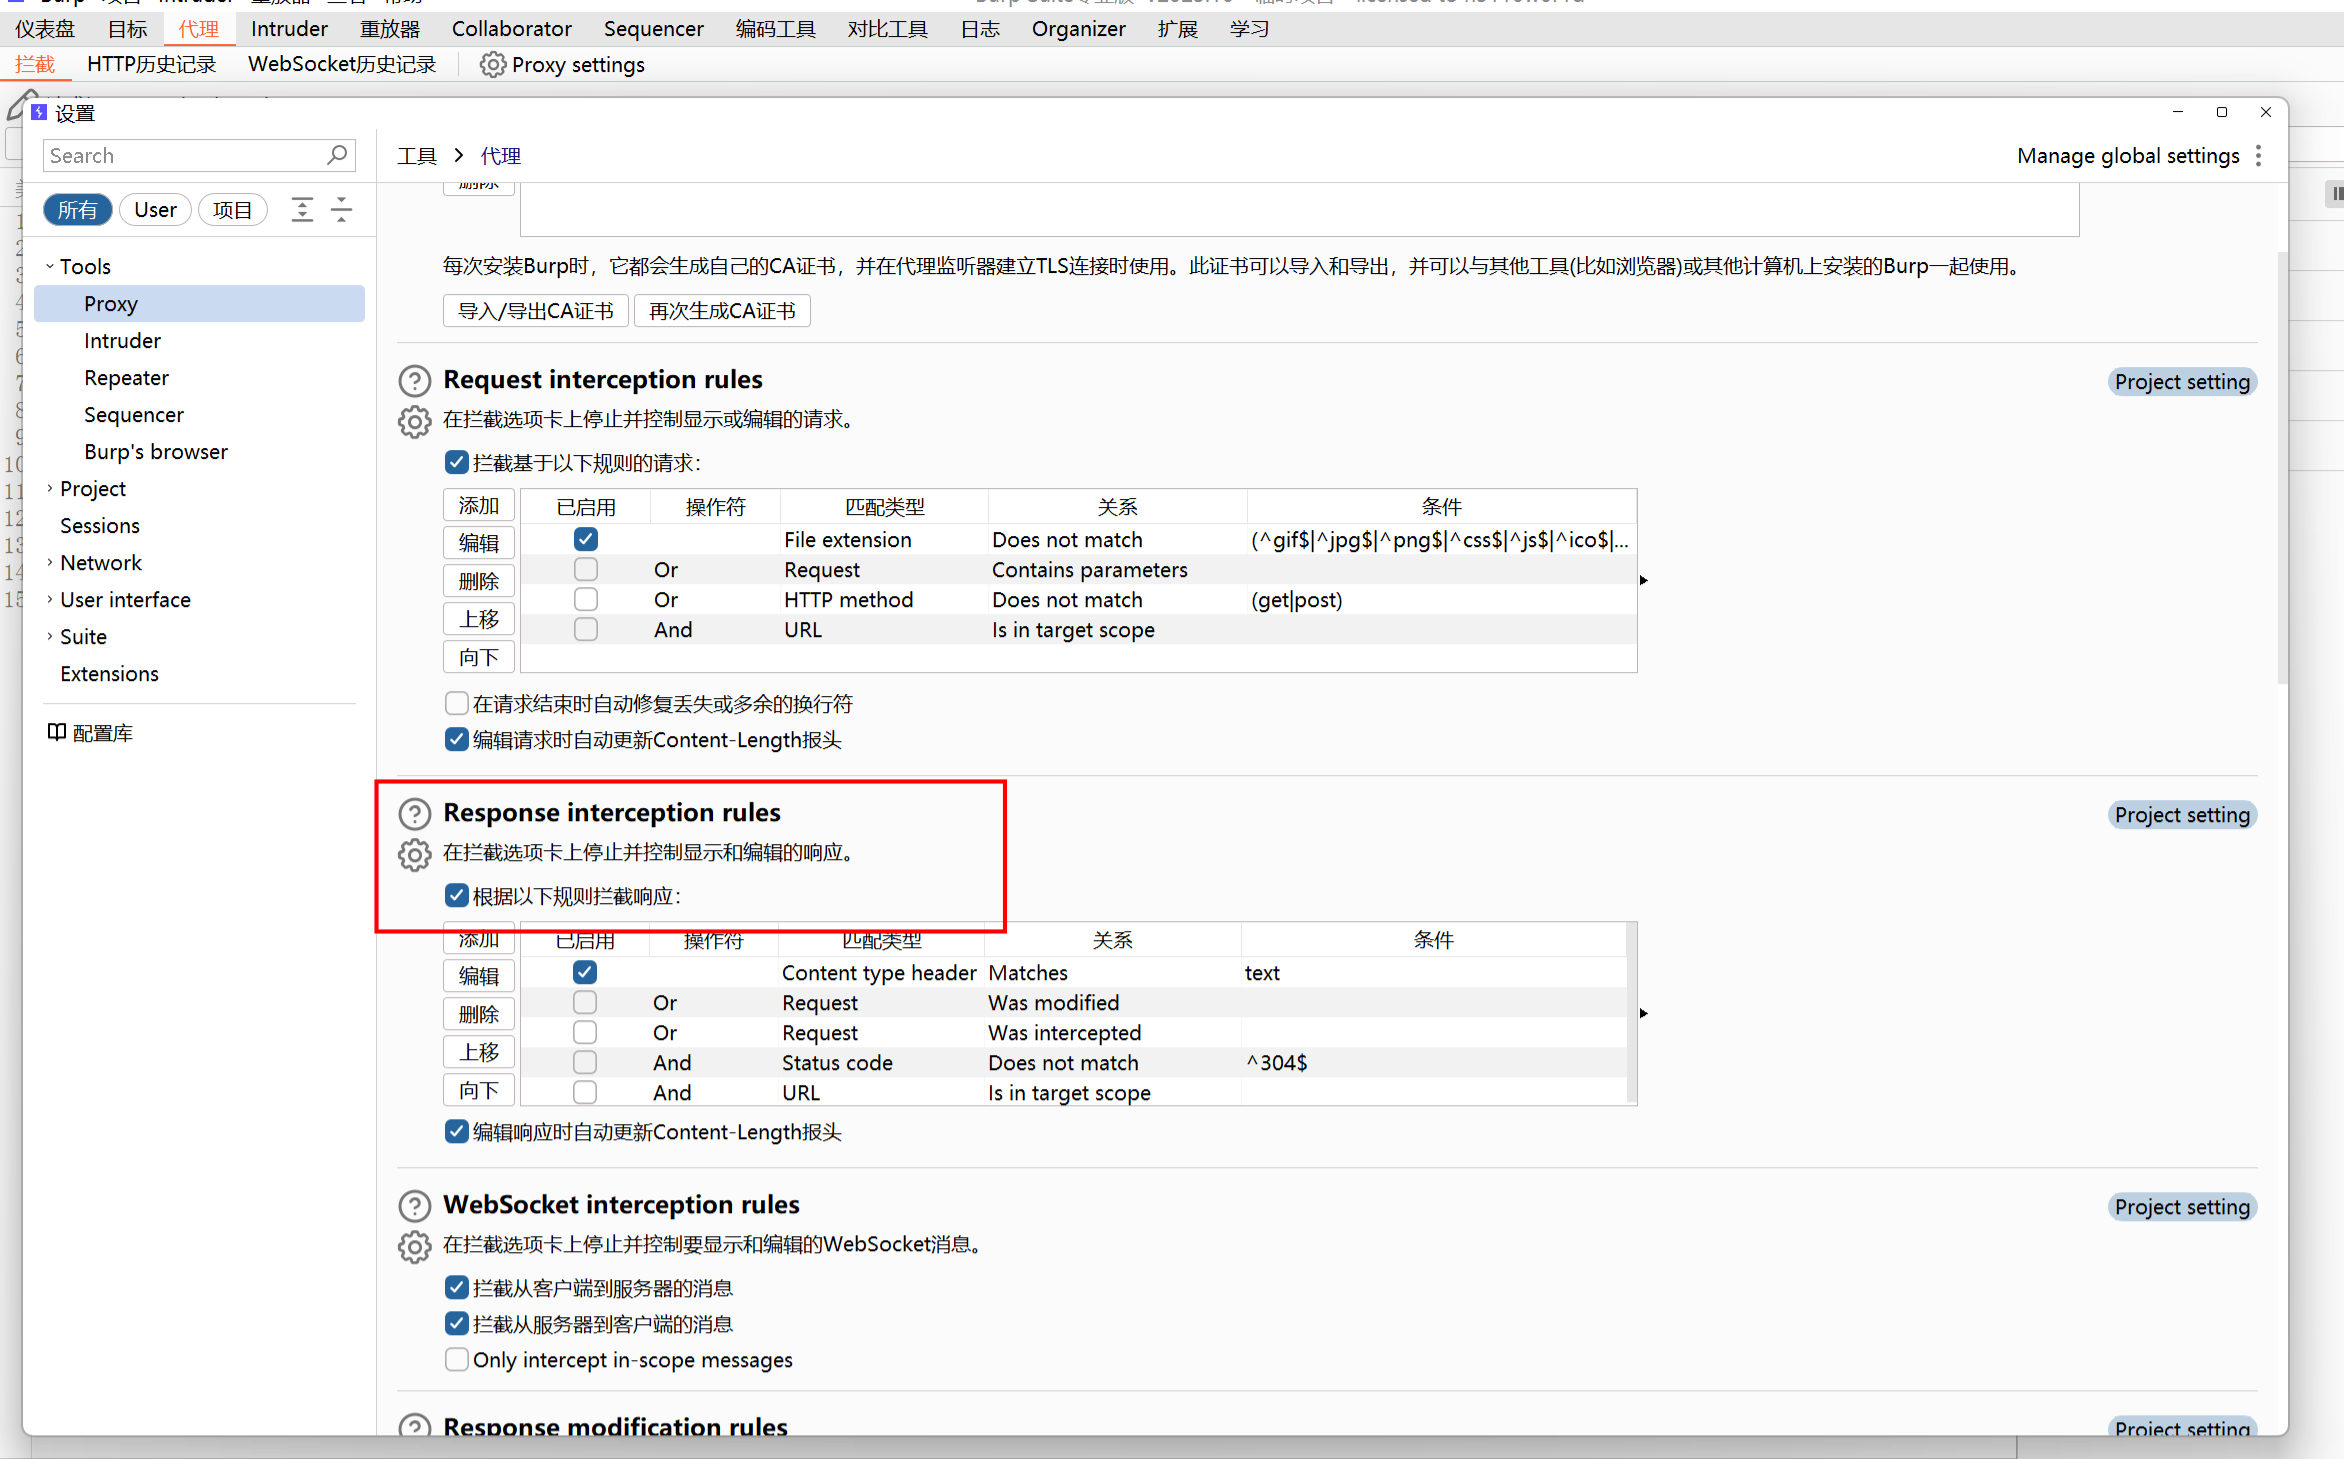 Burp 项目 Intruder 重放器 查看 帮助
仪表盘 目标 代理 Intruder 重放器 Collaborator Sequencer 编码工具 对比工具 日志 Organizer 扩展 学习
拦截 HTTP历史记录 WebSocket历史记录 Proxy settings
设置
Search
工具 > 代理
Manage global settings
所有 User 项目
删除
Tools
Proxy
Intruder
Repeater
Sequencer
Burp's browser
Project
Sessions
Network
User interface
Suite
Extensions
配置库
每次安装Burp时，它都会生成自己的CA证书，并在代理监听器建立TLS连接时使用。此证书可以导入和导出，并可以与其他工具(比如浏览器)或其他计算机上安装的Burp一起使用。
导入/导出CA证书 再次生成CA证书
Request interception rules
Project setting
在拦截选项卡上停止并控制显示或编辑的请求。
拦截基于以下规则的请求:
添加 已启用 操作符 匹配类型 关系 条件
编辑 File extension Does not match (^gif$|^jpg$|^png$|^css$|^js$|^ico$|...
删除 Or Request Contains parameters
上移 Or HTTP method Does not match (get|post)
向下 And URL Is in target scope
在请求结束时自动修复丢失或多余的换行符
编辑请求时自动更新Content-Length报头
Response interception rules
Project setting
在拦截选项卡上停止并控制显示和编辑的响应。
根据以下规则拦截响应:
添加 已启用 操作符 匹配类型 关系 条件
编辑 Content type header Matches text
删除 Or Request Was modified
上移 Or Request Was intercepted
向下 And Status code Does not match ^304$
And URL Is in target scope
编辑响应时自动更新Content-Length报头
WebSocket interception rules
Project setting
在拦截选项卡上停止并控制要显示和编辑的WebSocket消息。
拦截从客户端到服务器的消息
拦截从服务器到客户端的消息
Only intercept in-scope messages
Response modification rules
Project setting